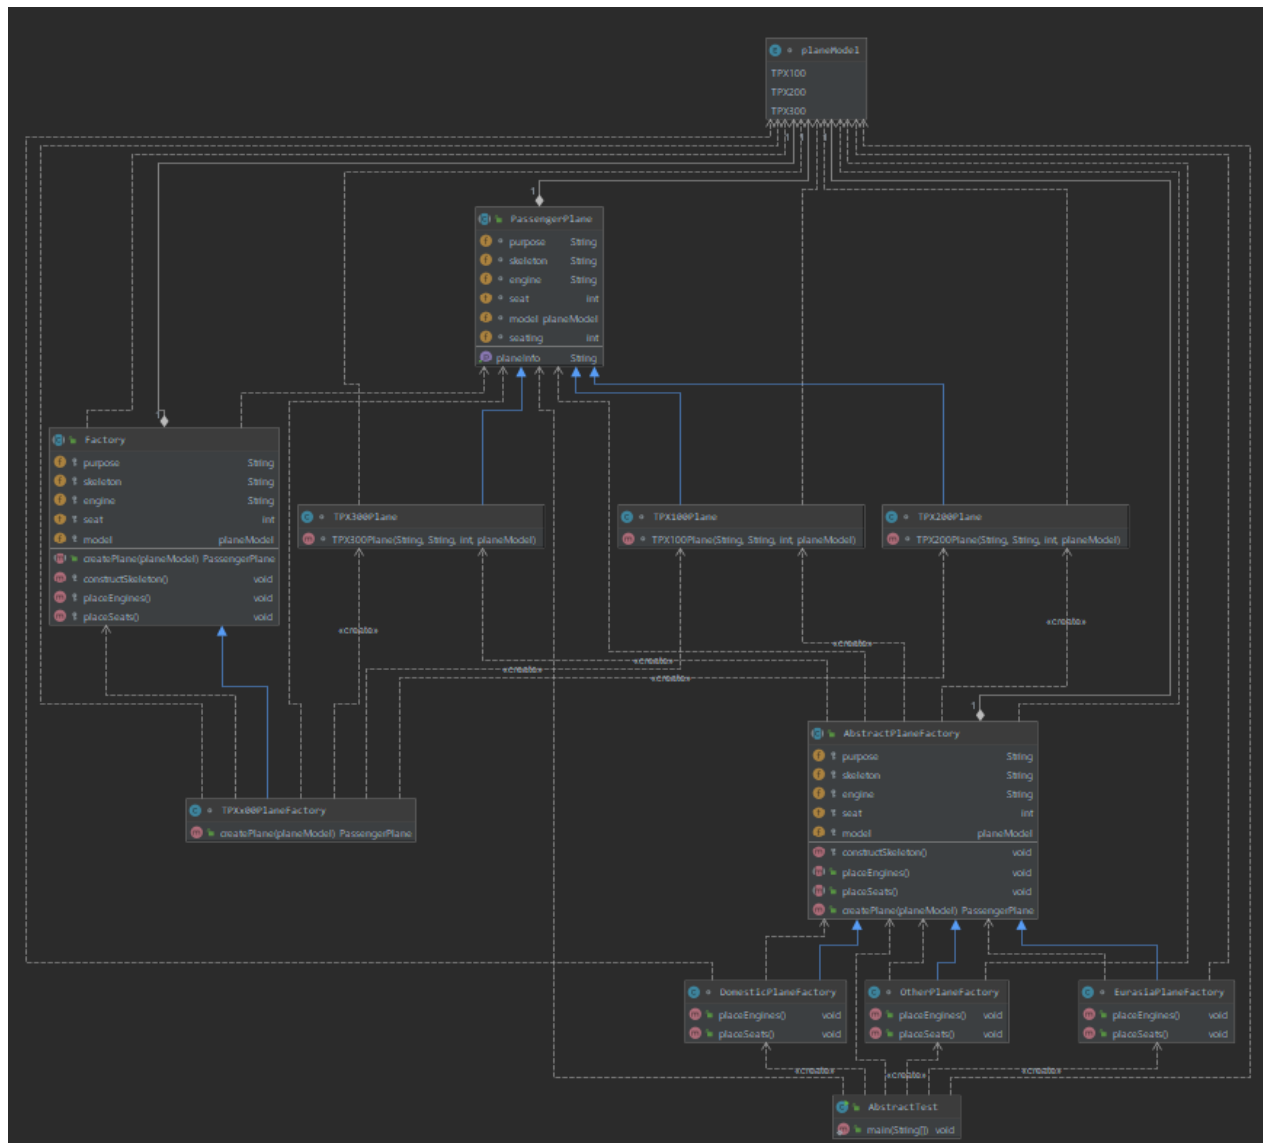 planeModel
TPX100
TPX200
TPX300
1
PassengerPlane
purpose String
skeleton String
engine String
seat int
model planeModel
seating int
planeInfo String
Factory
purpose String
skeleton String
engine String
seat int
model planeModel
createPlane(planeModel) PassengerPlane
constructSkeleton() void
placeEngines() void
placeSeats() void
TPX300Plane
TPX300Plane(String, String, int, planeModel)
TPX100Plane
TPX100Plane(String, String, int, planeModel)
TPX200Plane
TPX200Plane(String, String, int, planeModel)
«create»
«create»
«create»
«create»
«create»
«create»
1
AbstractPlaneFactory
purpose String
skeleton String
engine String
seat int
model planeModel
constructSkeleton() void
placeEngines() void
placeSeats() void
createPlane(planeModel) PassengerPlane
TPXx00PlaneFactory
createPlane(planeModel) PassengerPlane
DomesticPlaneFactory
placeEngines() void
placeSeats() void
OtherPlaneFactory
placeEngines() void
placeSeats() void
EurasiaPlaneFactory
placeEngines() void
placeSeats() void
«create»
«create»
«create»
AbstractTest
main(String[]) void